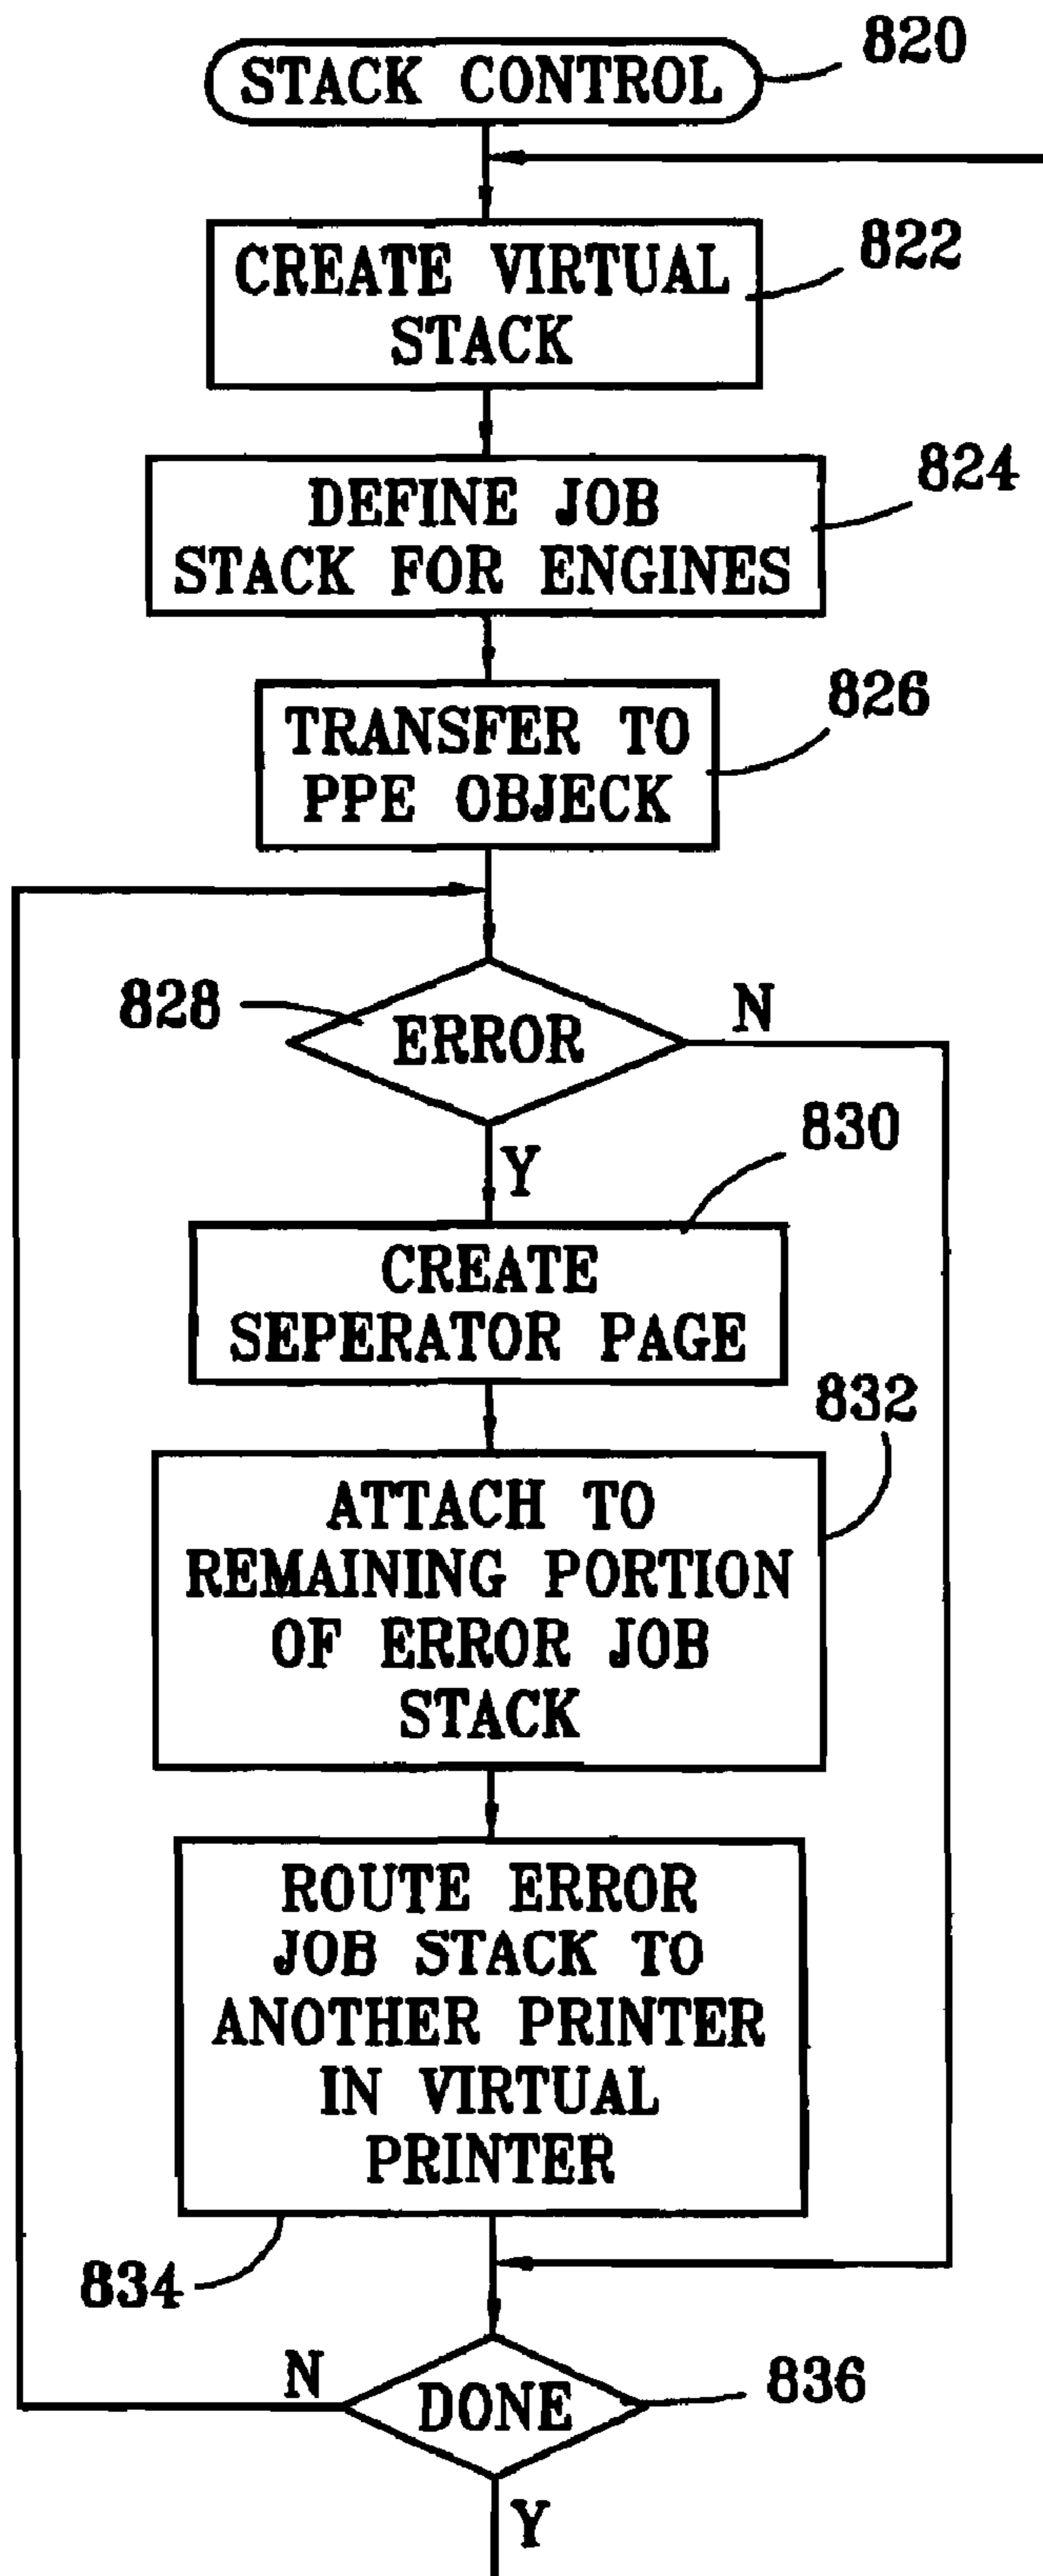 820
STACK CONTROL
822
CREATE VIRTUAL
STACK
824
DEFINE JOB
STACK FOR ENGINES
826
TRANSFER TO
PPE OBJECK
828
ERROR
N
Y
830
CREATE
SEPERATOR PAGE
832
ATTACH TO
REMAINING PORTION
OF ERROR JOB
STACK
ROUTE ERROR
JOB STACK TO
ANOTHER PRINTER
IN VIRTUAL
PRINTER
834
N
DONE
836
Y